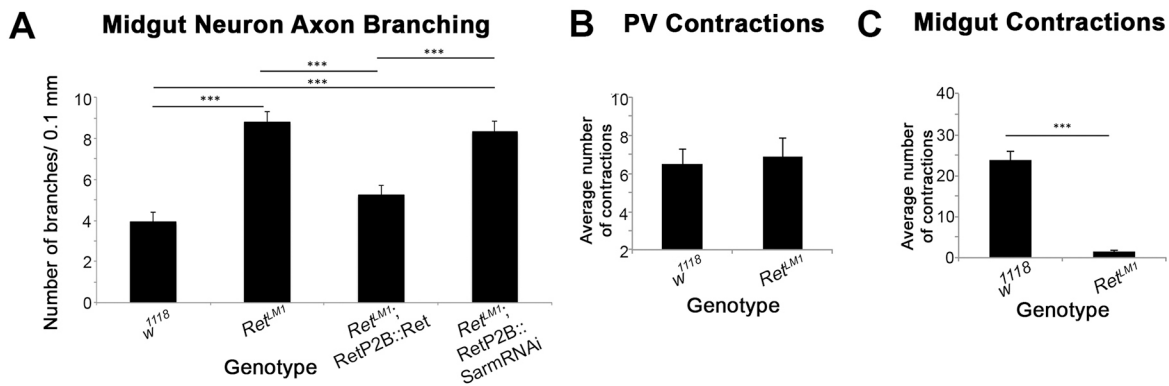 A
Midgut Neuron Axon Branching
***
***
***
***
Number of branches/ 0.1 mm
10
8
6
4
2
0
w1118
RetLM1
RetLM1;
RetP2B::Ret
RetLM1;
RetP2B::
SarmRNAi
Genotype
B
PV Contractions
Average number
of contractions
10
8
6
4
2
w1118
RetLM1
Genotype
C
Midgut Contractions
***
Average number
of contractions
40
30
20
10
0
w1118
RetLM1
Genotype